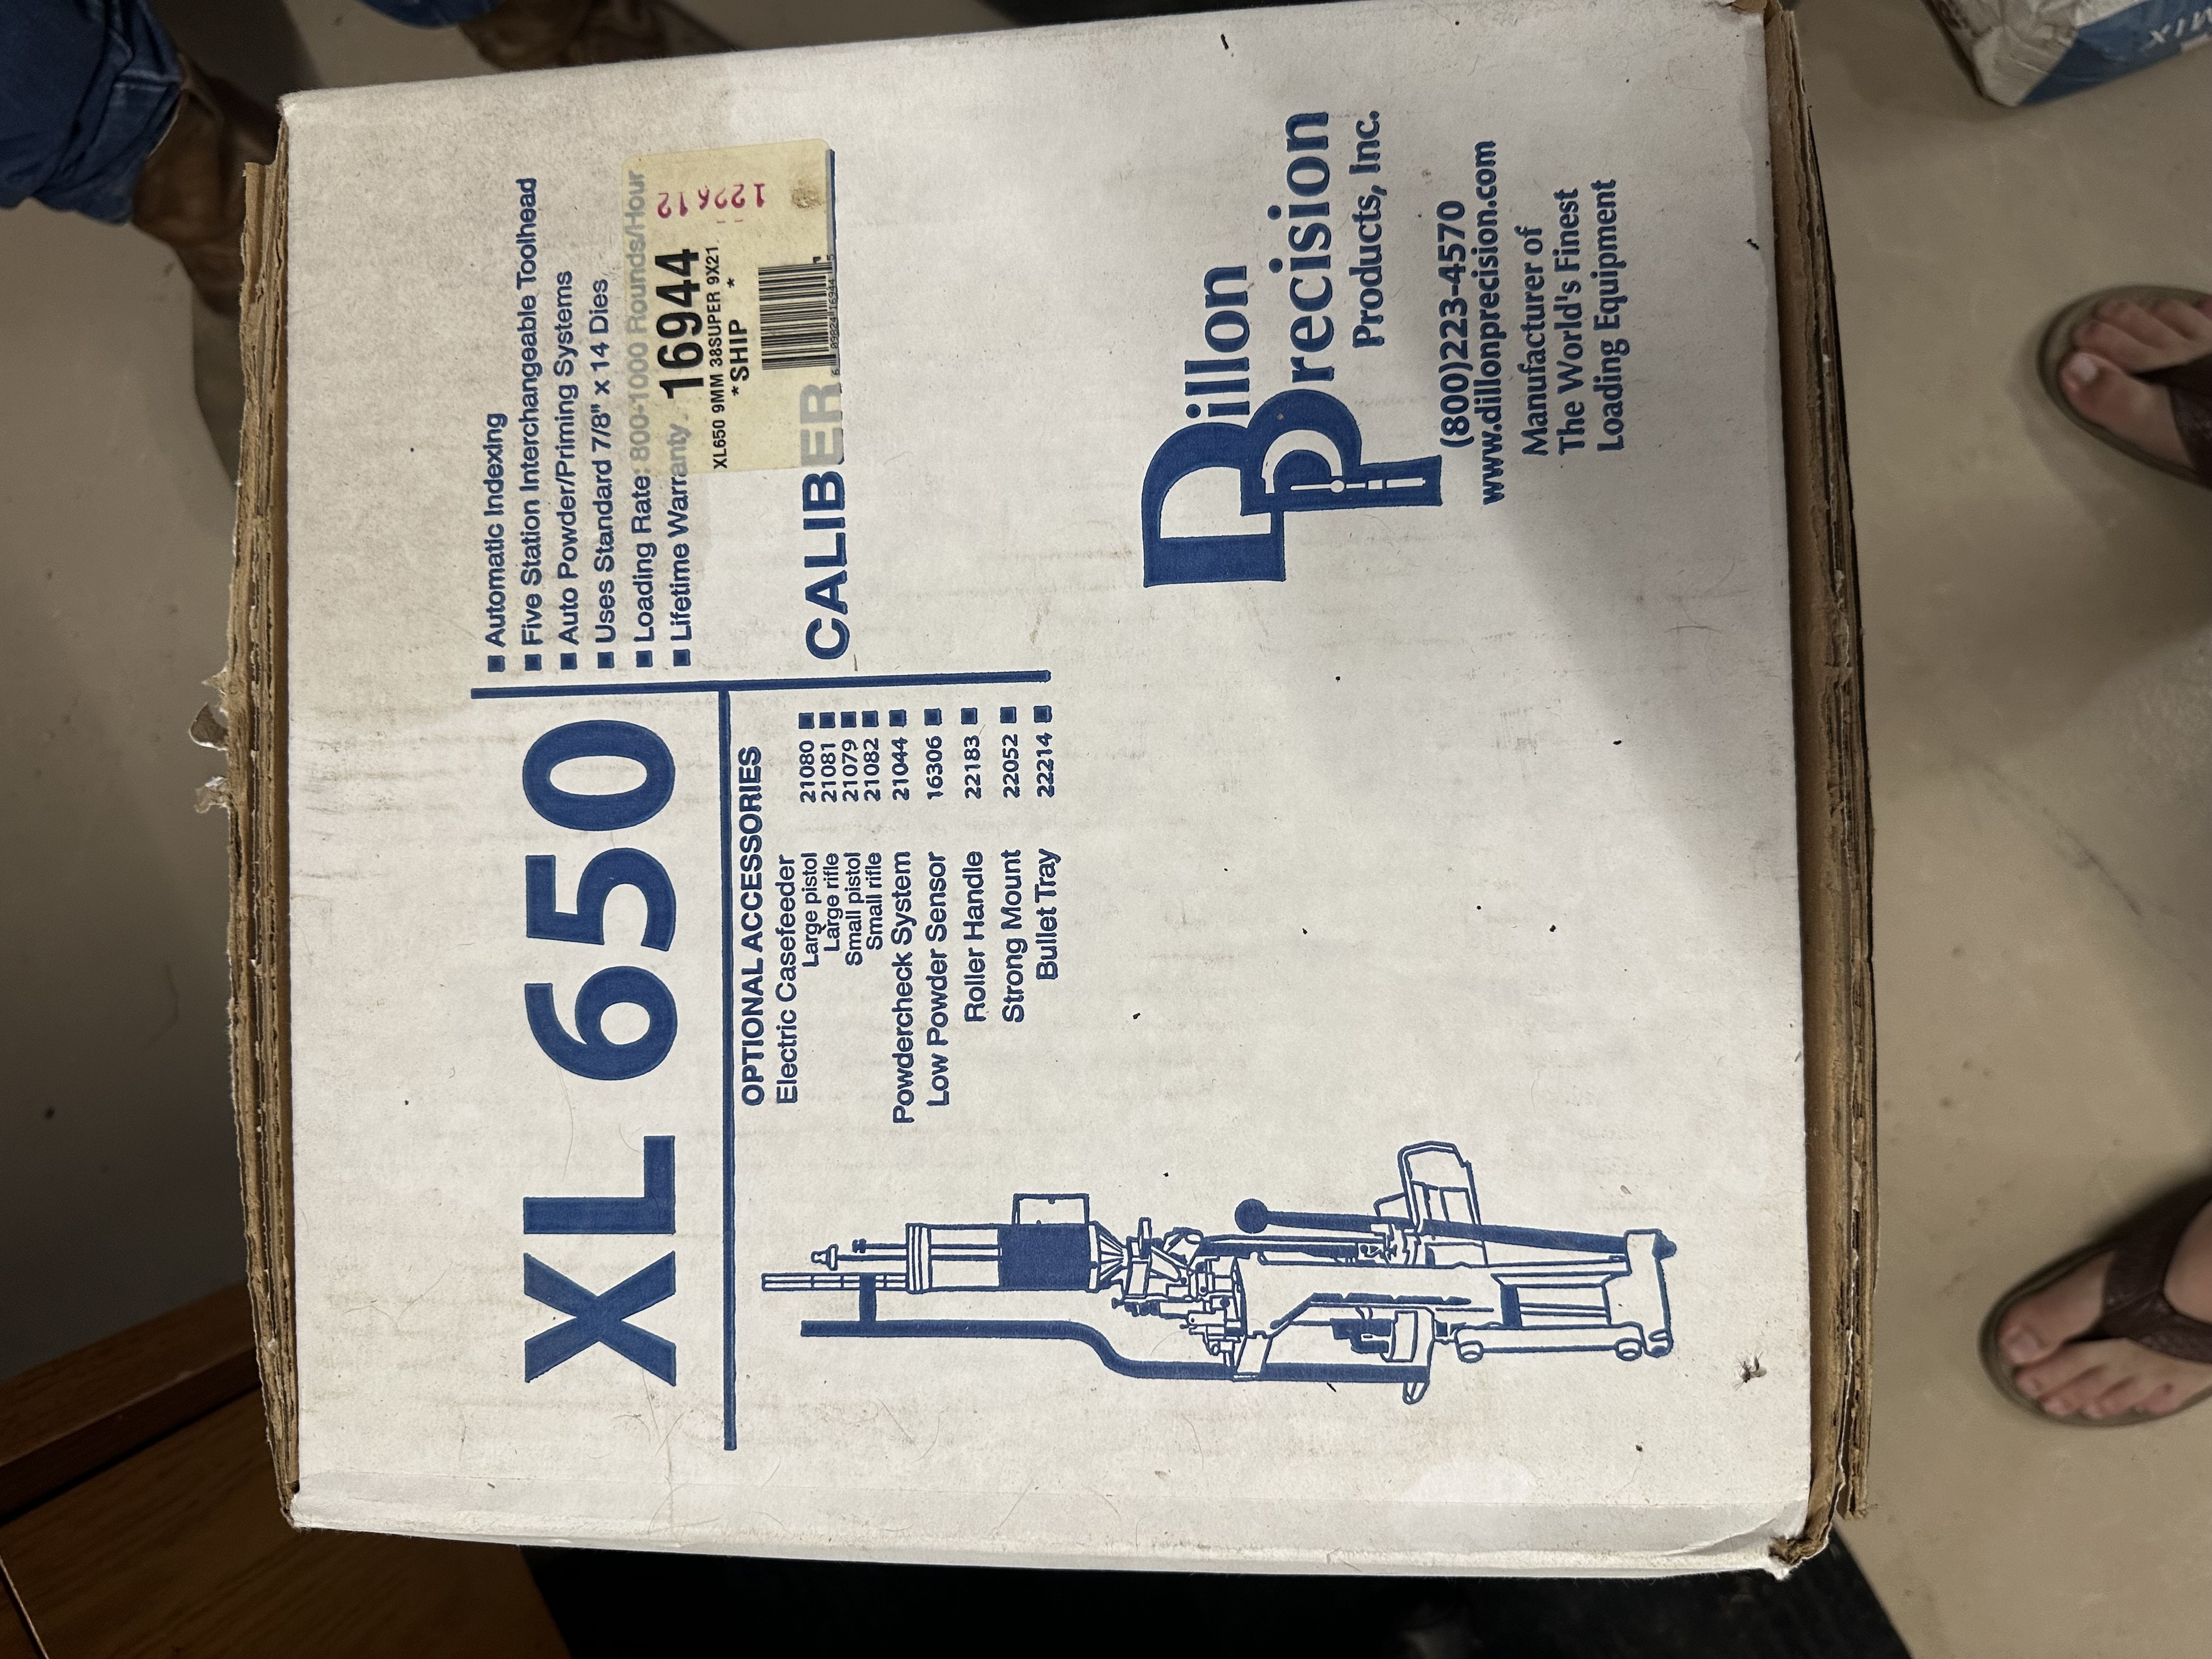 XL 650
■ Automatic Indexing
■ Five Station Interchangeable Toolhead
■ Auto Powder/Priming Systems
■ Uses Standard 7/8" x 14 Dies
■ Loading Rate: 800-1000 Rounds/Hour
■ Lifetime Warranty
16944
XL650 9MM 38SUPER 9X21
*SHIP *
CALIBER
OPTIONAL ACCESSORIES
Electric Casefeeder
Large pistol 21080 ■
Large rifle 21081 ■
Small pistol 21079 ■
Small rifle 21082 ■
Powdercheck System 21044 ■
Low Powder Sensor 16306 ■
Roller Handle 22183 ■
Strong Mount 22052 ■
Bullet Tray 22214 ■
Dillon
Precision
Products, Inc.
(800)223-4570
www.dillonprecision.com
Manufacturer of
The World's Finest
Loading Equipment